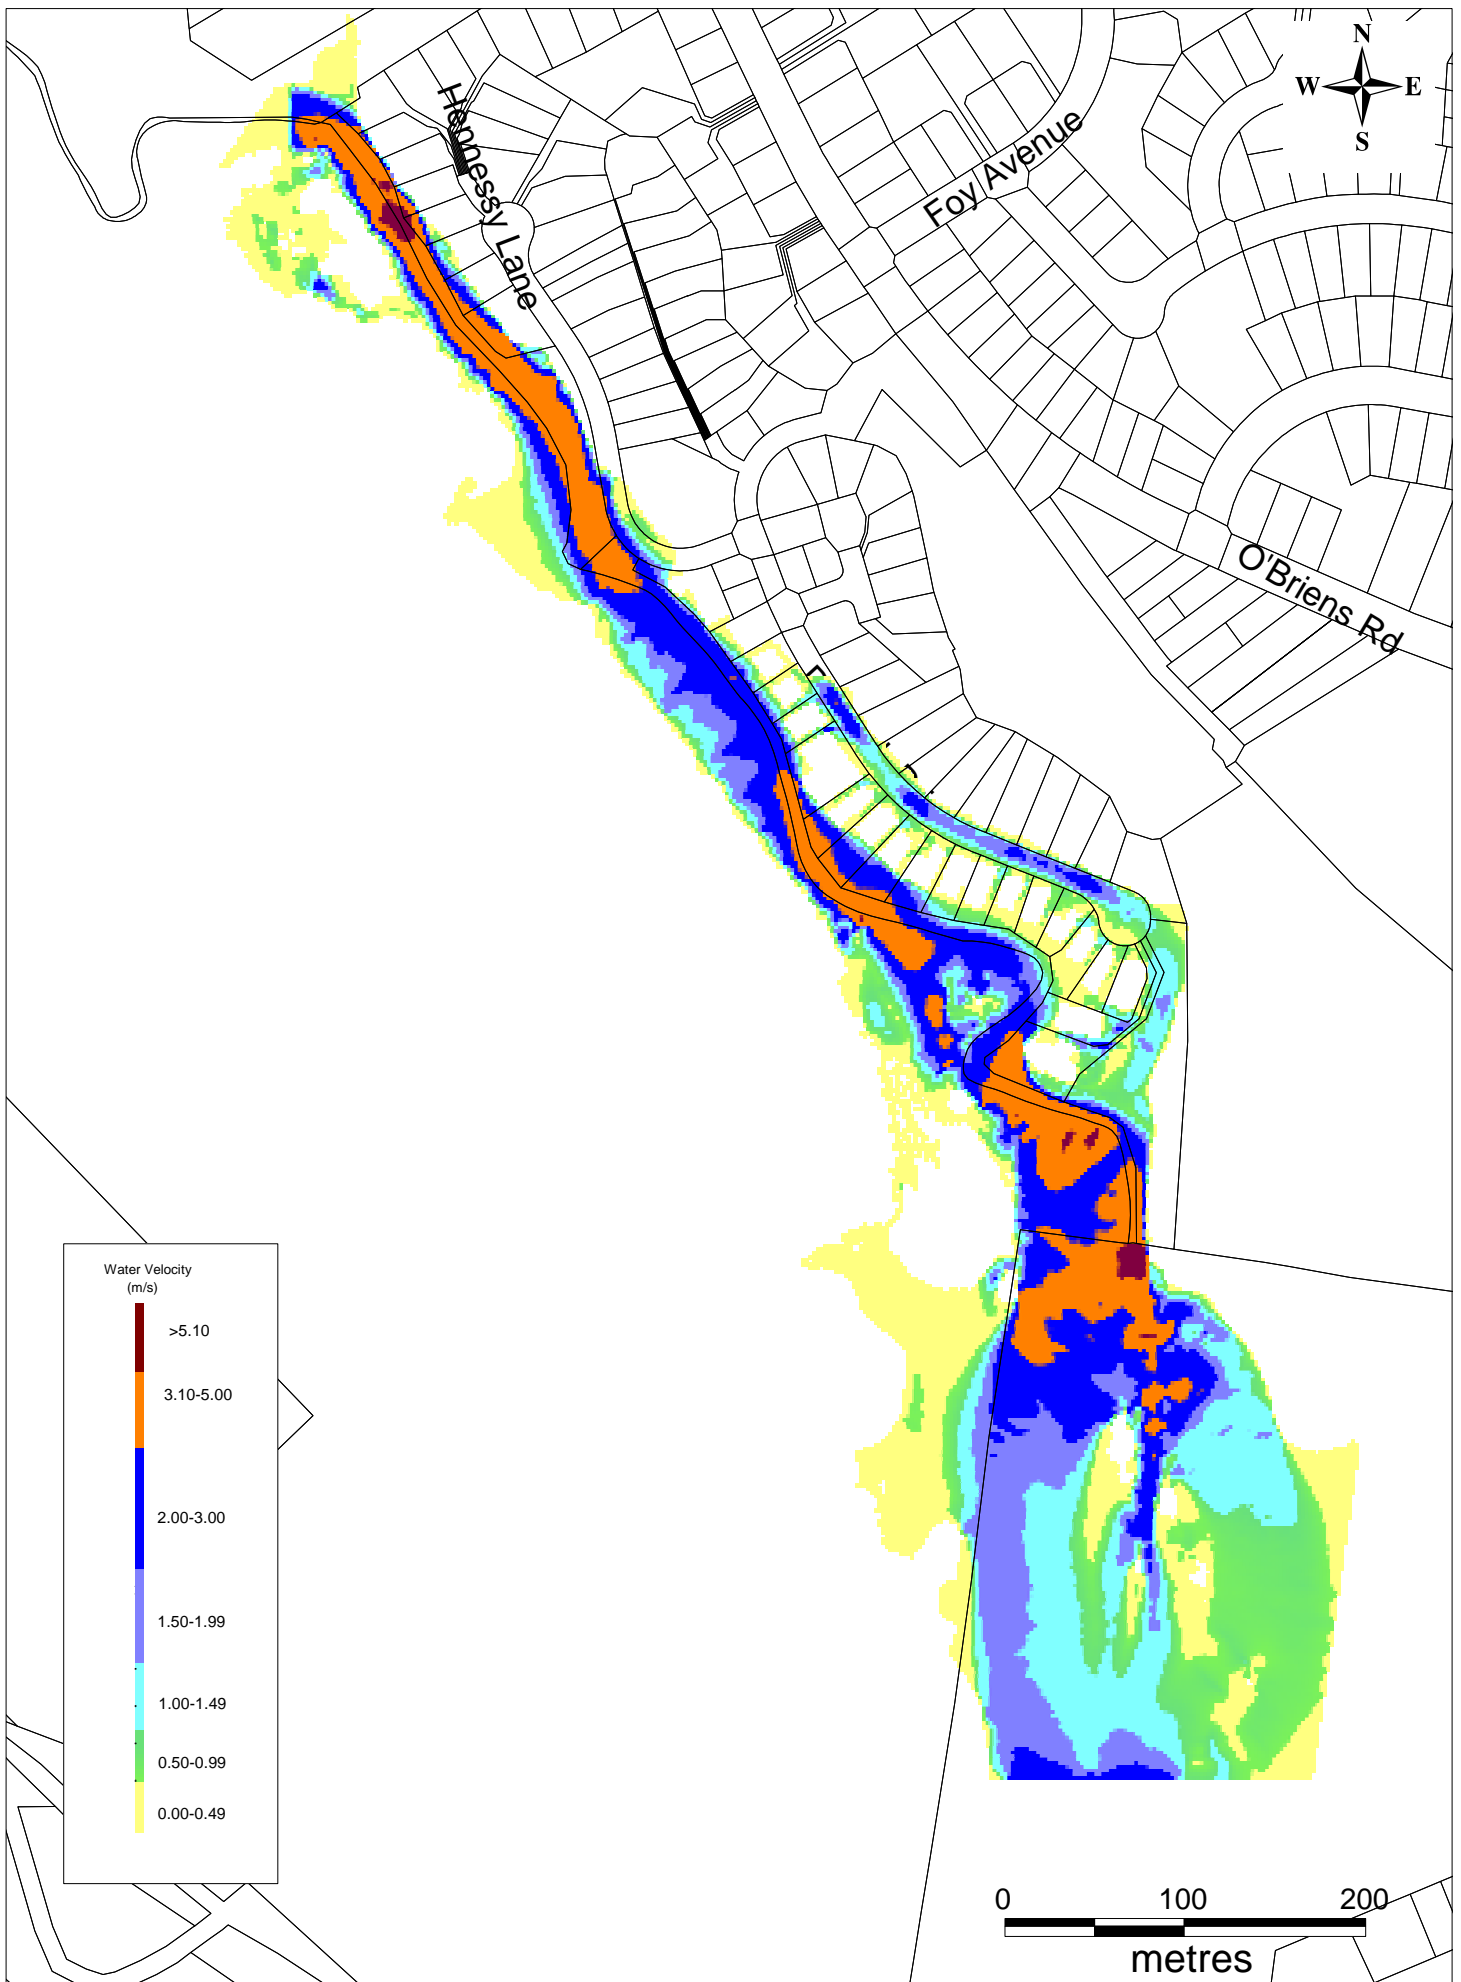 N
W E
S
Hennessy Lane
Foy Avenue
O'Briens Rd
Water Velocity
(m/s)
>5.10
3.10-5.00
2.00-3.00
1.50-1.99
1.00-1.49
0.50-0.99
0.00-0.49
0 100 200
metres